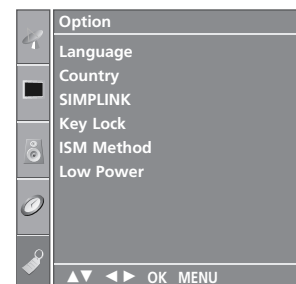 Option
Language
Country
SIMPLINK
Key Lock
ISM Method
Low Power
▲▼ ◄► OK MENU